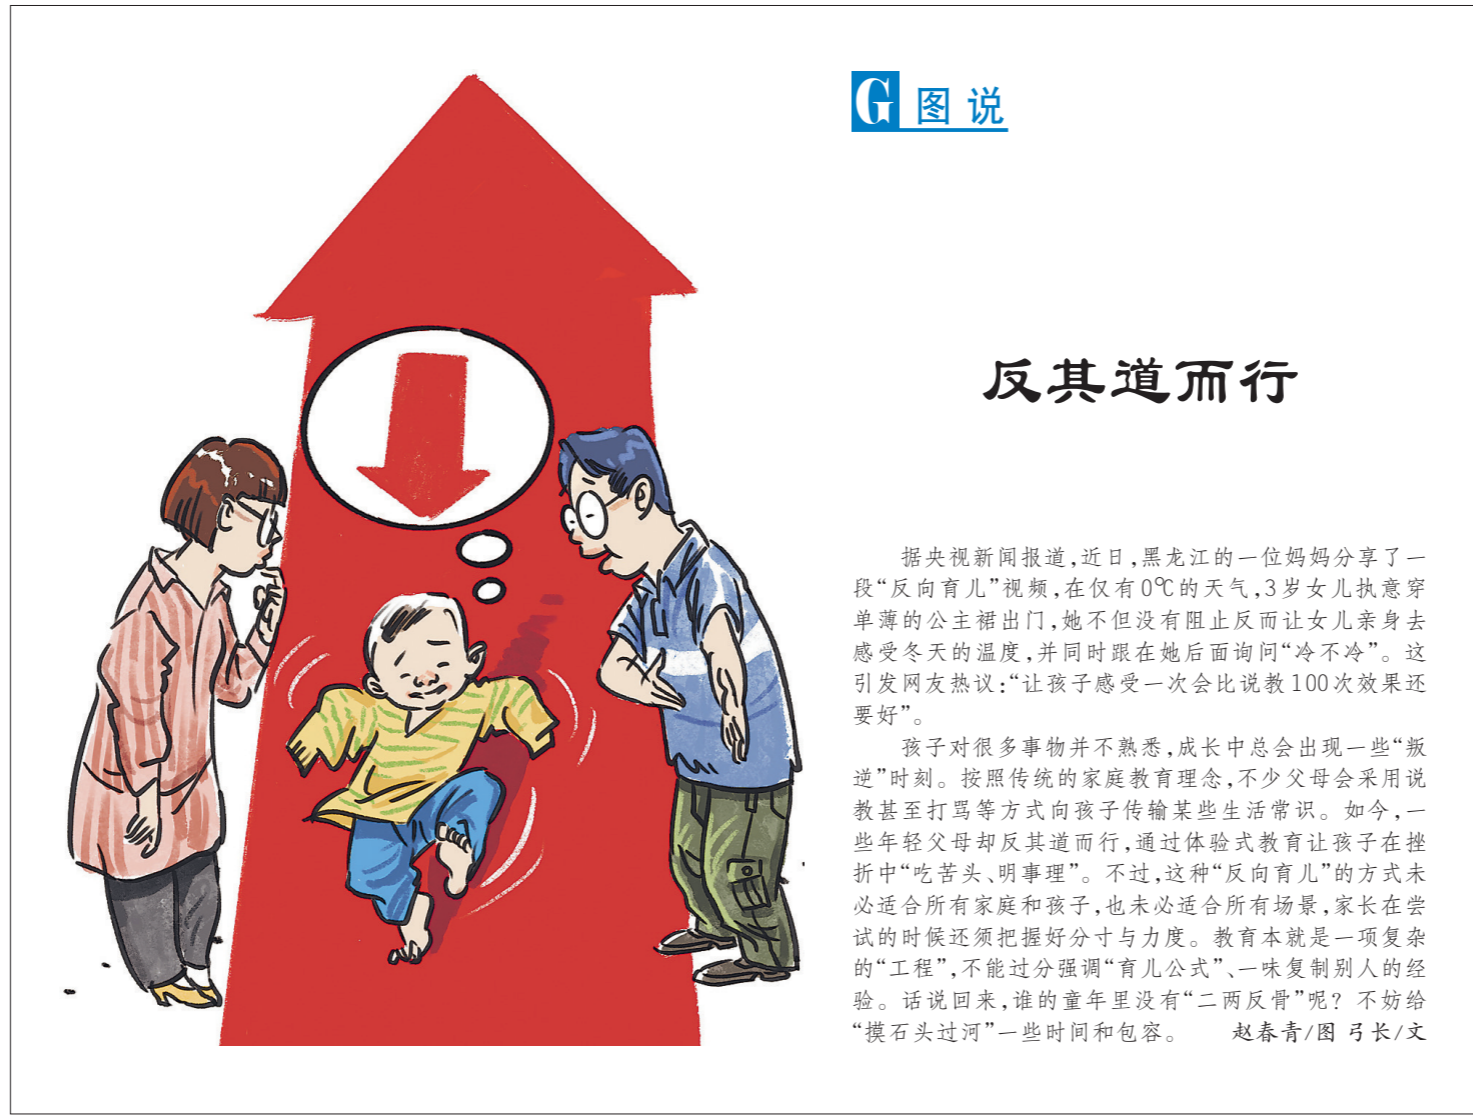 G 图说
反其道而行
据央视新闻报道，近日，黑龙江的一位妈妈分享了一
段“反向育儿”视频，在仅有0℃的天气，3岁女儿执意穿
单薄的公主裙出门，她不但没有阻止反而让女儿亲身去
感受冬天的温度，并同时跟在她后面询问“冷不冷”。这
引发网友热议：“让孩子感受一次会比说教100次效果还
要好”。
孩子对很多事物并不熟悉，成长中总会出现一些“叛
逆”时刻。按照传统的家庭教育理念，不少父母会采用说
教甚至打骂等方式向孩子传输某些生活常识。如今，一
些年轻父母却反其道而行，通过体验式教育让孩子在挫
折中“吃苦头、明事理”。不过，这种“反向育儿”的方式未
必适合所有家庭和孩子，也未必适合所有场景，家长在尝
试的时候还须把握好分寸与力度。教育本就是一项复杂
的“工程”，不能过分强调“育儿公式”、一味复制别人的经
验。话说回来，谁的童年里没有“二两反骨”呢？不妨给
“摸石头过河”一些时间和包容。 赵春青/图 弓长/文